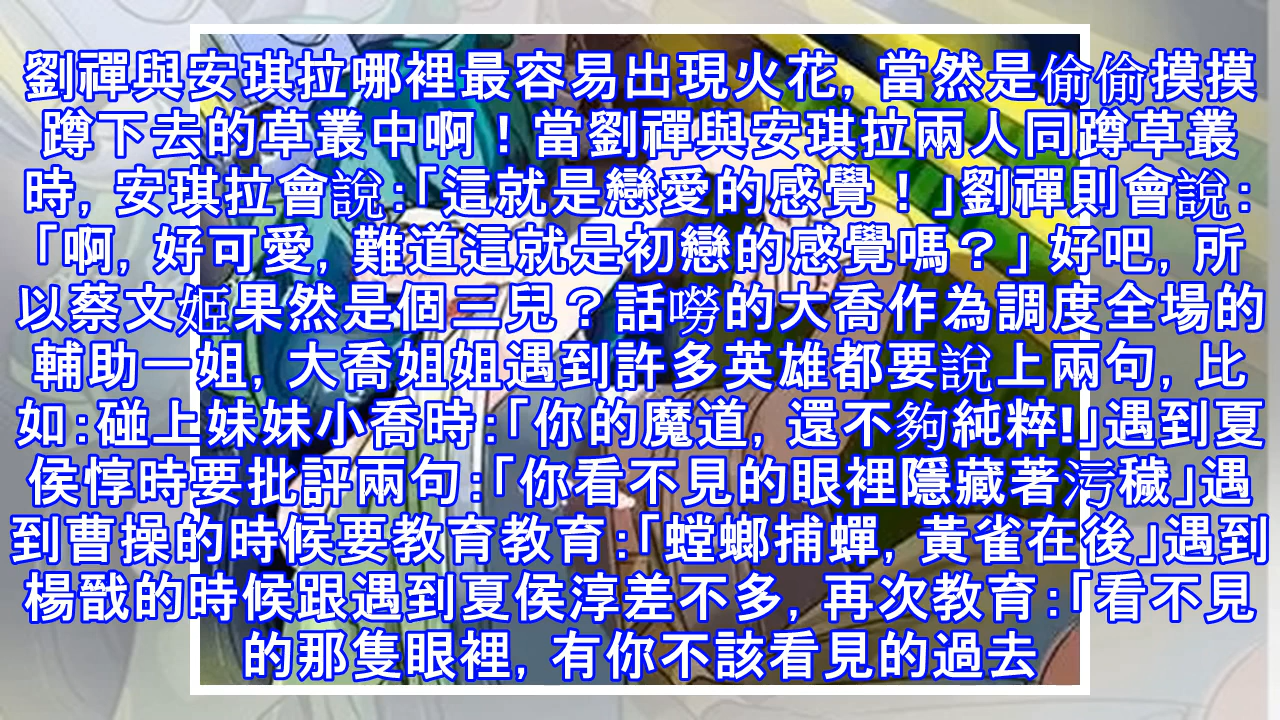 劉禪與安琪拉哪裡最容易出現火花, 當然是偷偷摸摸
蹲下去的草叢中啊！當劉禪與安琪拉兩人同蹲草叢
時, 安琪拉會說:「這就是戀愛的感覺！」劉禪則會說:
「啊, 好可愛, 難道這就是初戀的感覺嗎？」 好吧, 所
以蔡文姬果然是個三兒？話嘮的大喬作為調度全場的
輔助一姐, 大喬姐姐遇到許多英雄都要說上兩句, 比
如:碰上妹妹小喬時:「你的魔道, 還不夠純粹!」遇到夏
侯惇時要批評兩句:「你看不見的眼裡隱藏著污穢」遇
到曹操的時候要教育教育:「螳螂捕蟬, 黃雀在後」遇到
楊戩的時候跟遇到夏侯淳差不多, 再次教育:「看不見
的那隻眼裡, 有你不該看見的過去